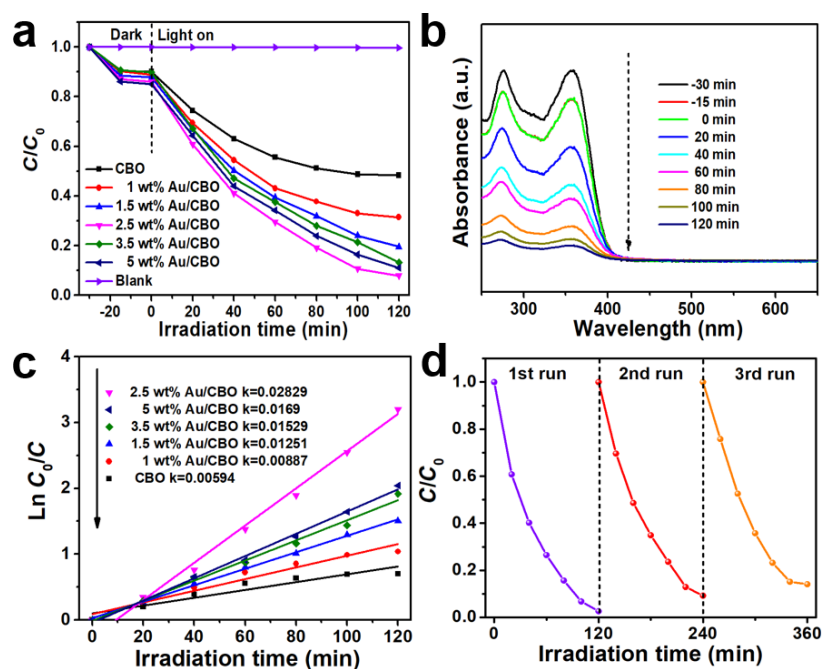 a
Dark
Light on
1.0
0.8
0.6
0.4
0.2
0.0
C/C0
CBO
1 wt% Au/CBO
1.5 wt% Au/CBO
2.5 wt% Au/CBO
3.5 wt% Au/CBO
5 wt% Au/CBO
Blank
-20 0 20 40 60 80 100 120
Irradiation time (min)
b
Absorbance (a.u.)
-30 min
-15 min
0 min
20 min
40 min
60 min
80 min
100 min
120 min
300 400 500 600
Wavelength (nm)
c
4
3
2
1
0
Ln C0/C
2.5 wt% Au/CBO k=0.02829
5 wt% Au/CBO k=0.0169
3.5 wt% Au/CBO k=0.01529
1.5 wt% Au/CBO k=0.01251
1 wt% Au/CBO k=0.00887
CBO k=0.00594
0 20 40 60 80 100 120
Irradiation time (min)
d
1st run
2nd run
3rd run
1.0
0.8
0.6
0.4
0.2
0.0
C/C0
0 120 240 360
Irradiation time (min)